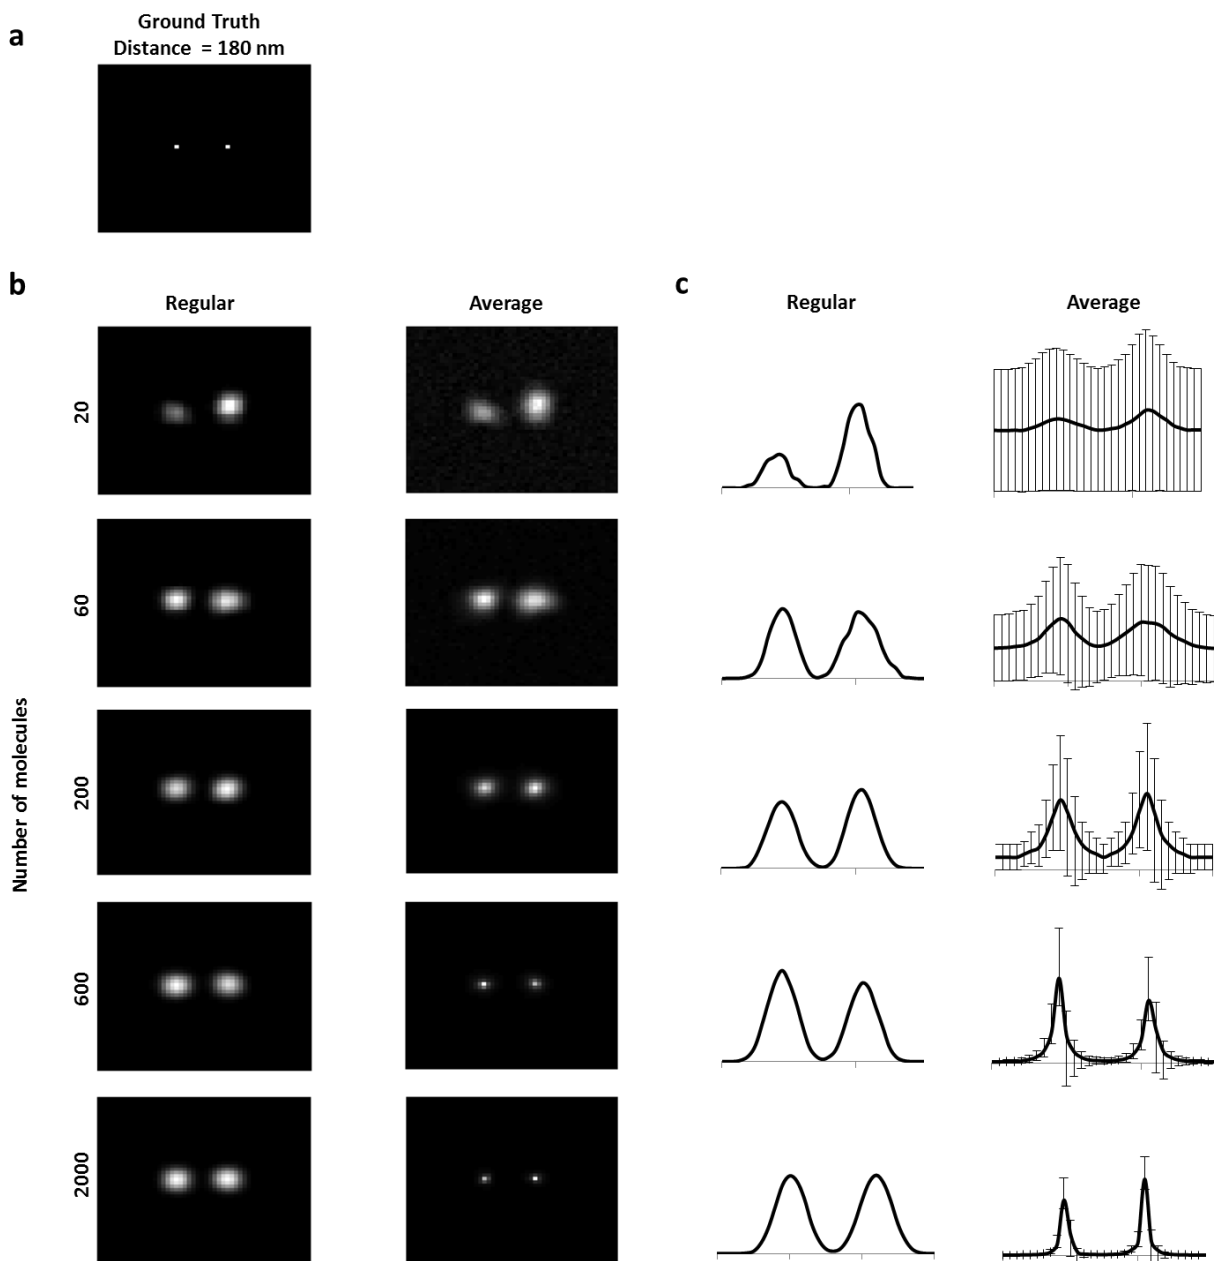 a
Ground Truth
Distance = 180 nm
b
Regular
Average
c
Regular
Average
Number of molecules
20
60
200
600
2000